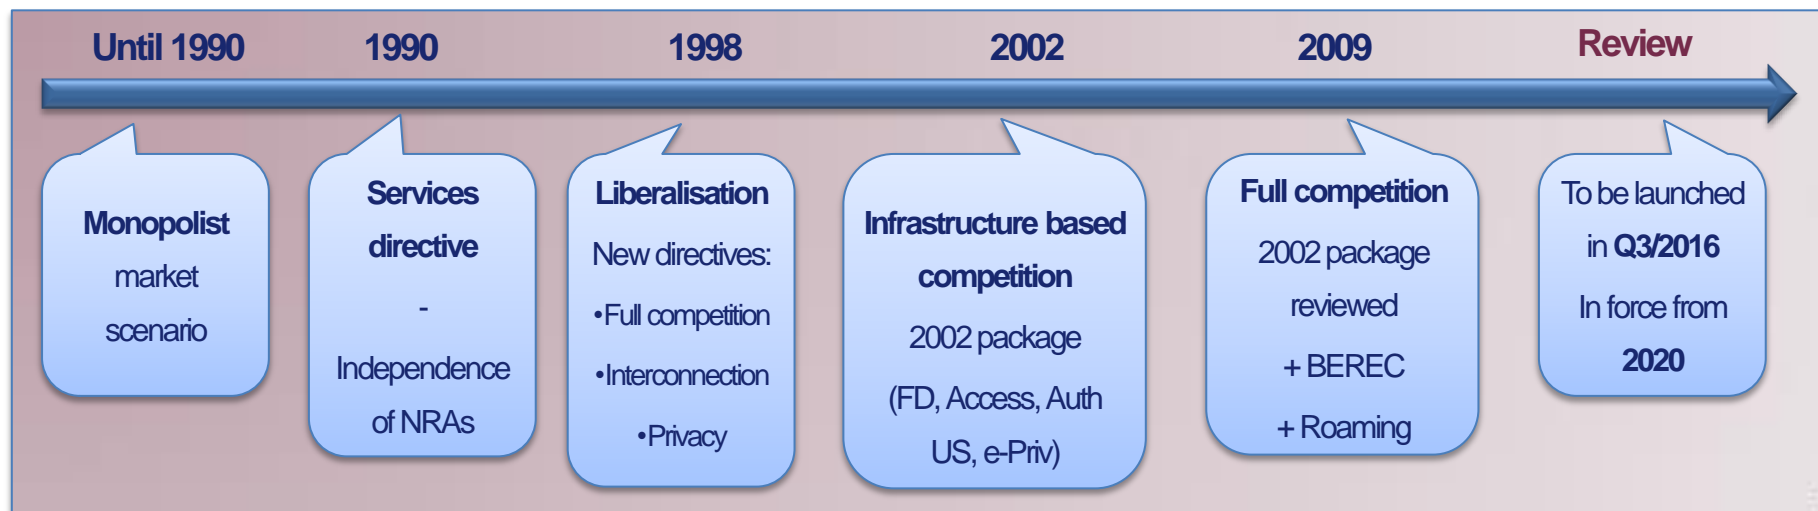 Until 1990
1990
1998
2002
2009
Review
Monopolist
market
scenario
Services
directive
-
Independence
of NRAs
Liberalisation
New directives:
•Full competition
•Interconnection
•Privacy
Infrastructure based
competition
2002 package
(FD, Access, Auth
US, e-Priv)
Full competition
2002 package
reviewed
+ BEREC
+ Roaming
To be launched
in Q3/2016
In force from
2020